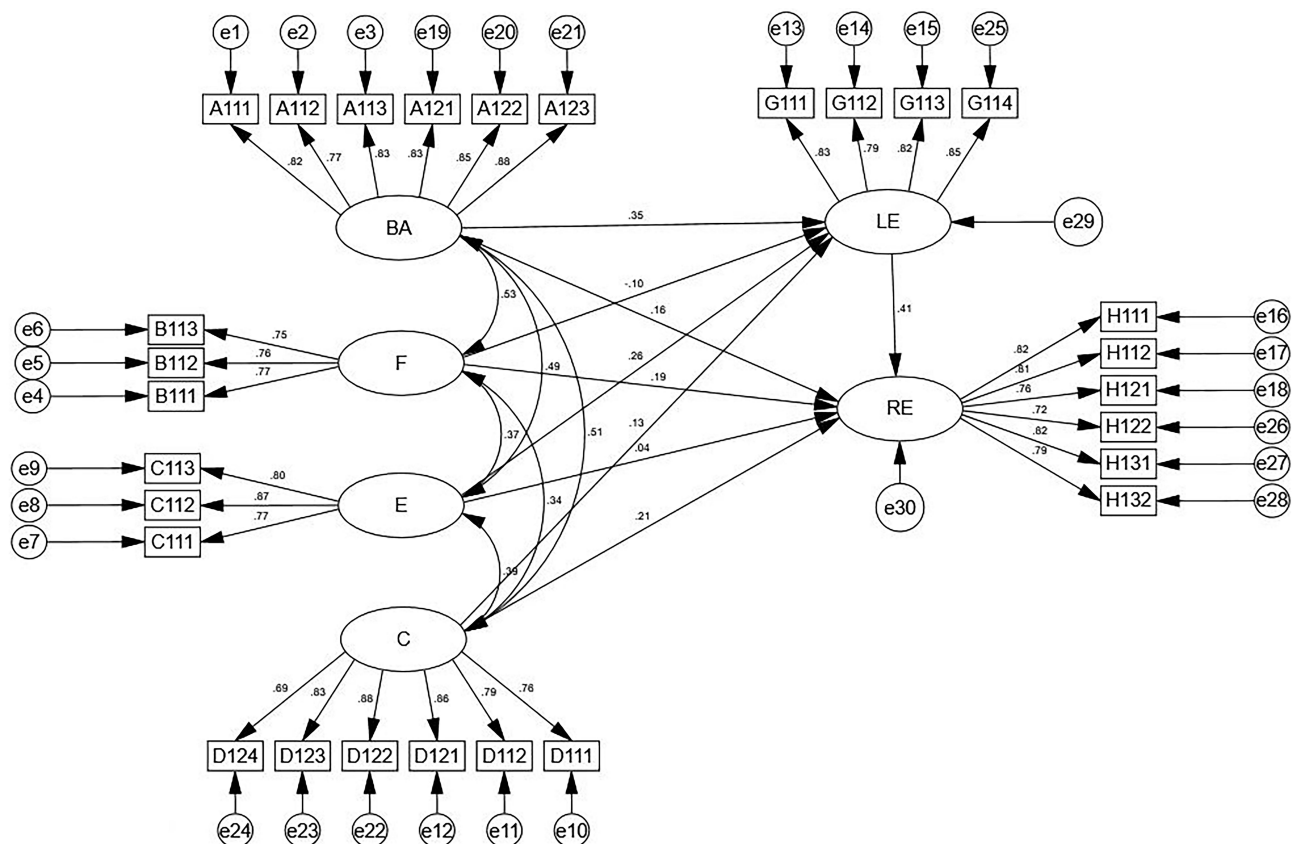 e1 e2 e3 e19 e20 e21 e13 e14 e15 e25
A111 A112 A113 A121 A122 A123 G111 G112 G113 G114
.82 .77 .83 .83 .85 .88 .83 .79 .82 .85
BA .35 LE e29
-.10
.53 .16 .41
e6 B113 .75 H111 e16
e5 B112 .76 F .26 .82 H112 e17
e4 B111 .77 .49 .19 .81 H121 e18
.76
RE .72 H122 e26
.37 .51 .13 .82 H131 e27
.04 .79 H132 e28
e9 C113 .80
e8 C112 .87 E .34 e30
e7 C111 .77 .21
.39
C
.69 .83 .88 .86 .79 .76
D124 D123 D122 D121 D112 D111
e24 e23 e22 e12 e11 e10